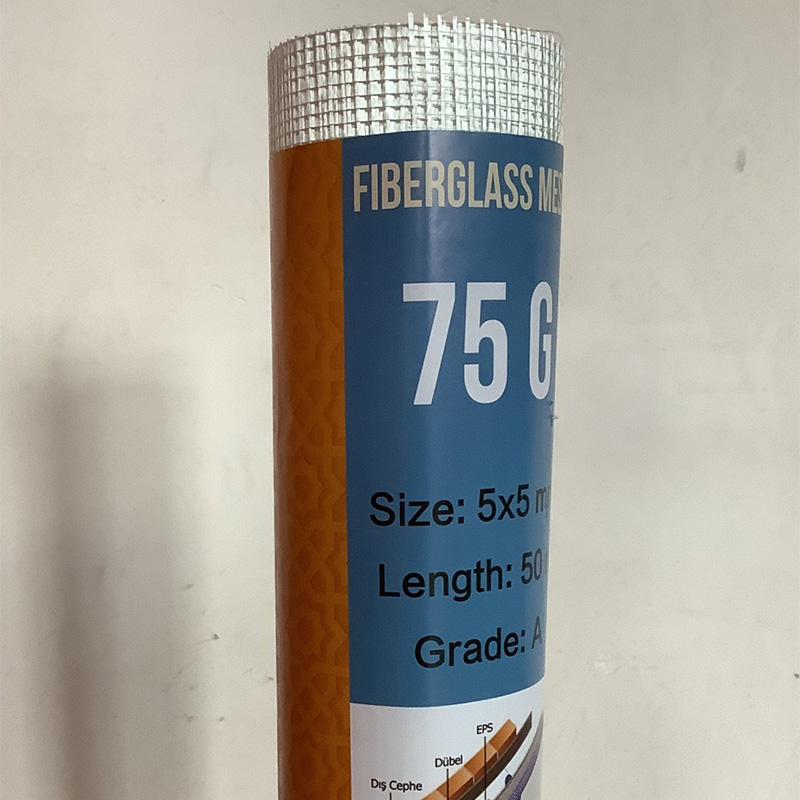 FIBERGLASS MES
75 G
Size: 5x5 m
Length: 50
Grade: A
EPS
Dübel
Dış Cephe